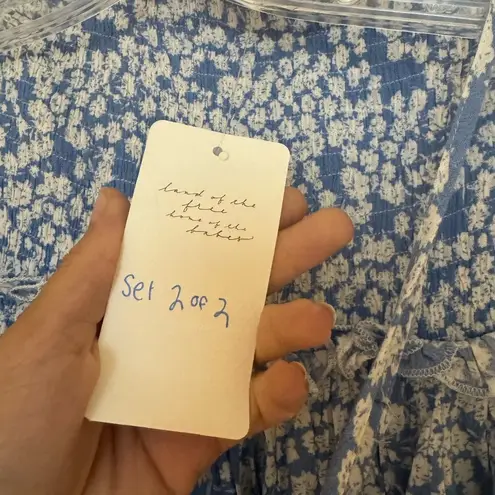 land of the
free
home of the
babes
Set 2 of 2